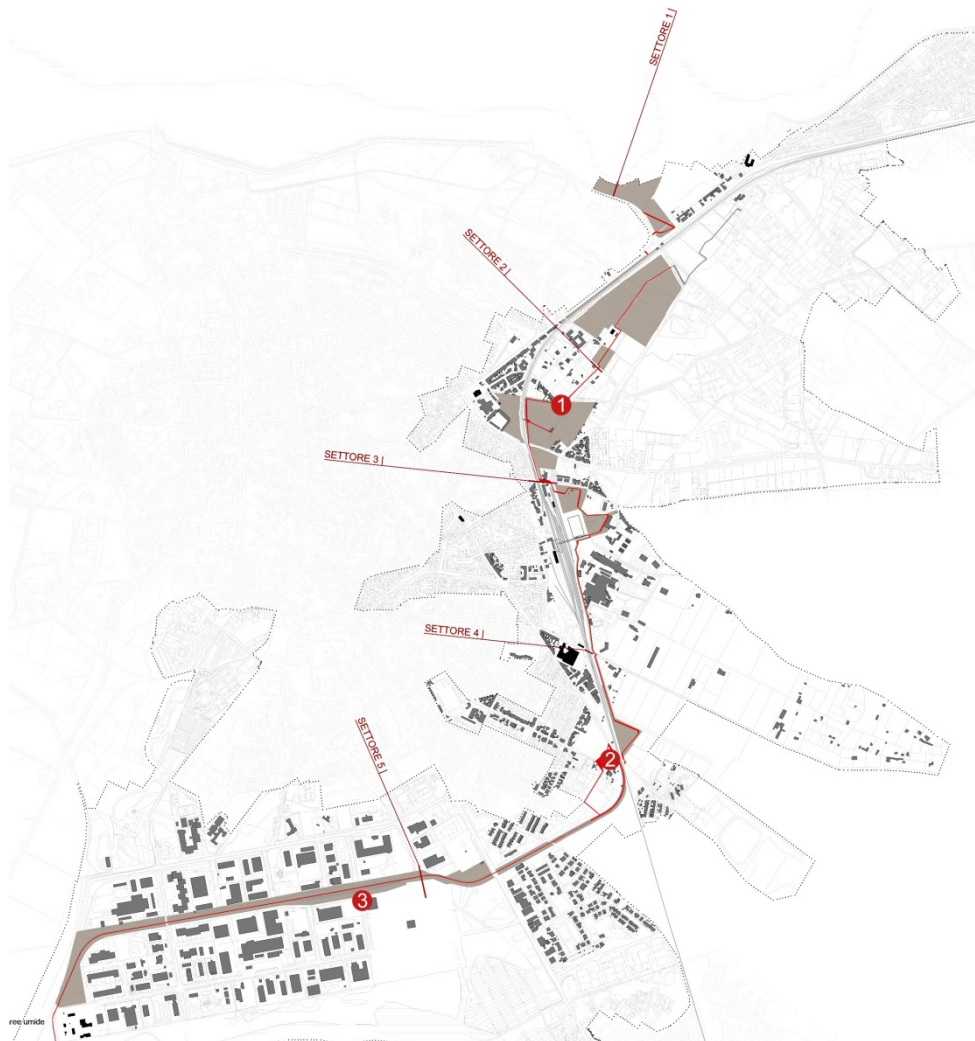 SETTORE 1 |
SETTORE 2 |
1
SETTORE 3 |
SETTORE 4 |
SETTORE 5 |
2
3
ree umide